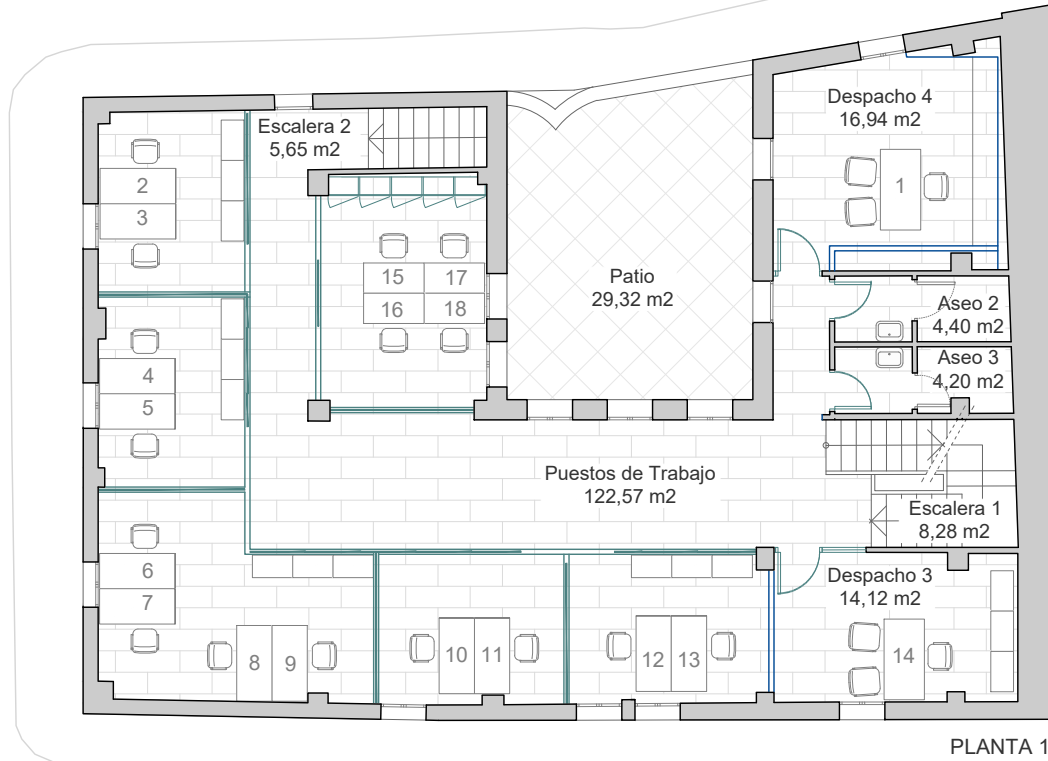 Despacho 4
16,94 m2
Escalera 2
5,65 m2
2
3
1
15
17
16
18
Patio
29,32 m2
Aseo 2
4,40 m2
Aseo 3
4,20 m2
4
5
Puestos de Trabajo
122,57 m2
Escalera 1
8,28 m2
6
7
Despacho 3
14,12 m2
8
9
10
11
12
13
14
PLANTA 1